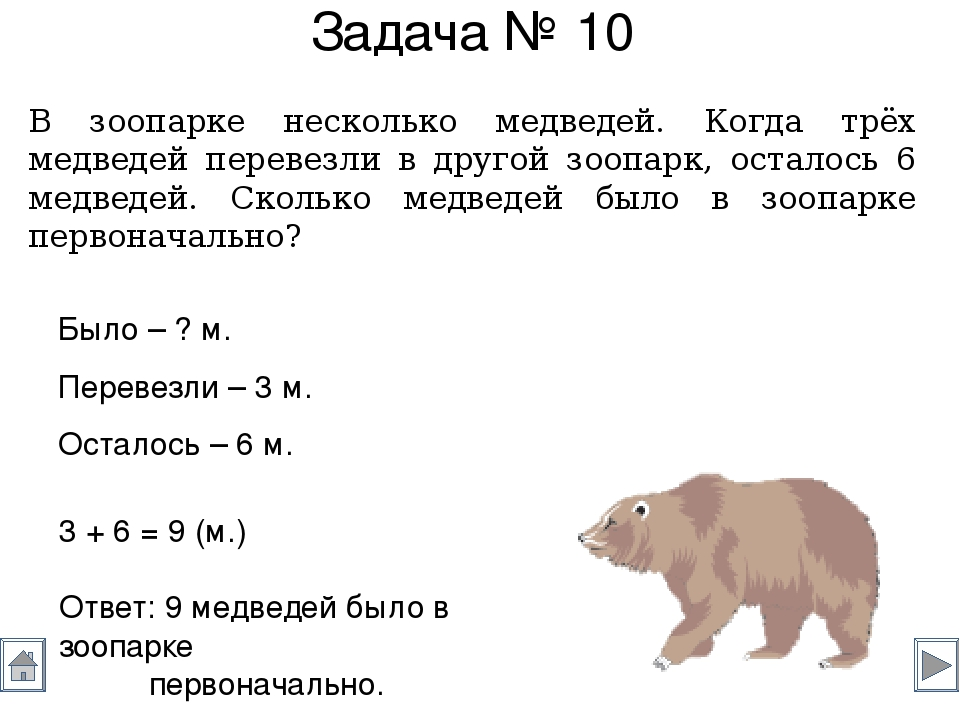 Задача № 10
В зоопарке несколько медведей. Когда трёх
медведей перевезли в другой зоопарк, осталось 6
медведей. Сколько медведей было в зоопарке
первоначально?
Было – ? м.
Перевезли – 3 м.
Осталось – 6 м.
3 + 6 = 9 (м.)
Ответ: 9 медведей было в
зоопарке
первоначально.